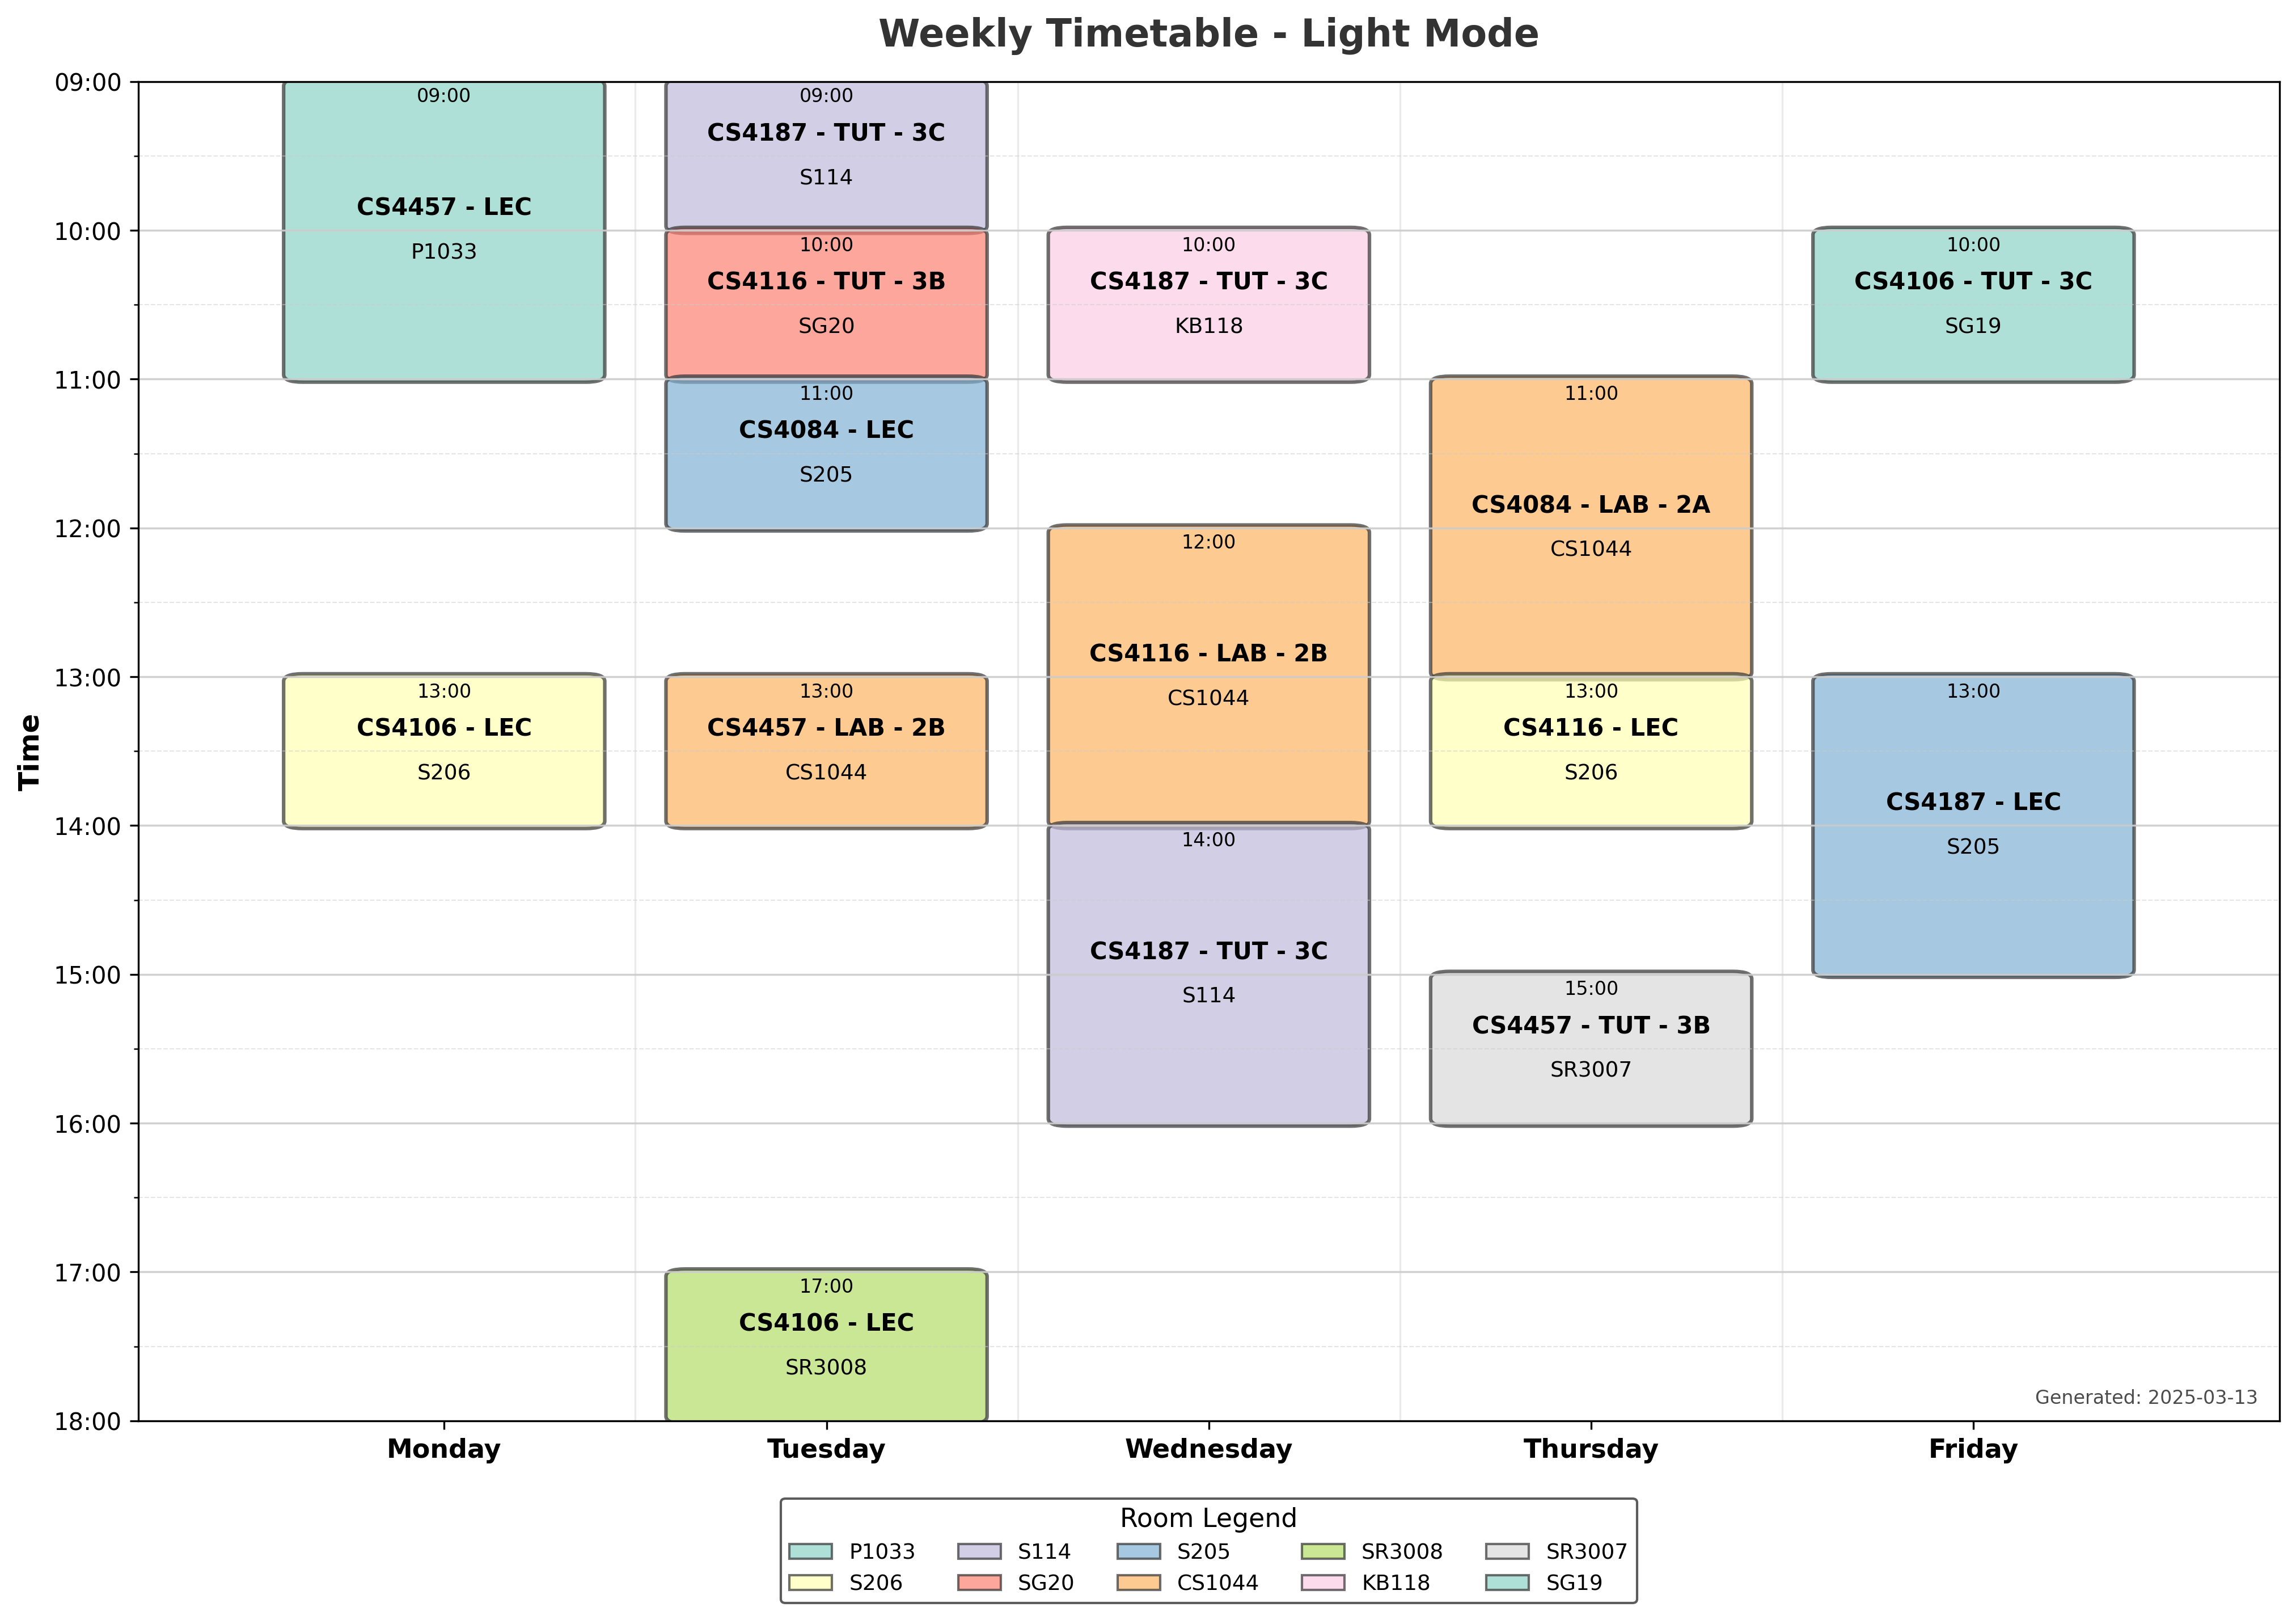 Weekly Timetable - Light Mode
Time
09:00
10:00
11:00
12:00
13:00
14:00
15:00
16:00
17:00
18:00
09:00
CS4457 - LEC
P1033
13:00
CS4106 - LEC
S206
09:00
CS4187 - TUT - 3C
S114
10:00
CS4116 - TUT - 3B
SG20
11:00
CS4084 - LEC
S205
13:00
CS4457 - LAB - 2B
CS1044
17:00
CS4106 - LEC
SR3008
10:00
CS4187 - TUT - 3C
KB118
12:00
CS4116 - LAB - 2B
CS1044
14:00
CS4187 - TUT - 3C
S114
11:00
CS4084 - LAB - 2A
CS1044
13:00
CS4116 - LEC
S206
15:00
CS4457 - TUT - 3B
SR3007
10:00
CS4106 - TUT - 3C
SG19
13:00
CS4187 - LEC
S205
Generated: 2025-03-13
Monday
Tuesday
Wednesday
Thursday
Friday
Room Legend
P1033
S114
S205
SR3008
SR3007
S206
SG20
CS1044
KB118
SG19